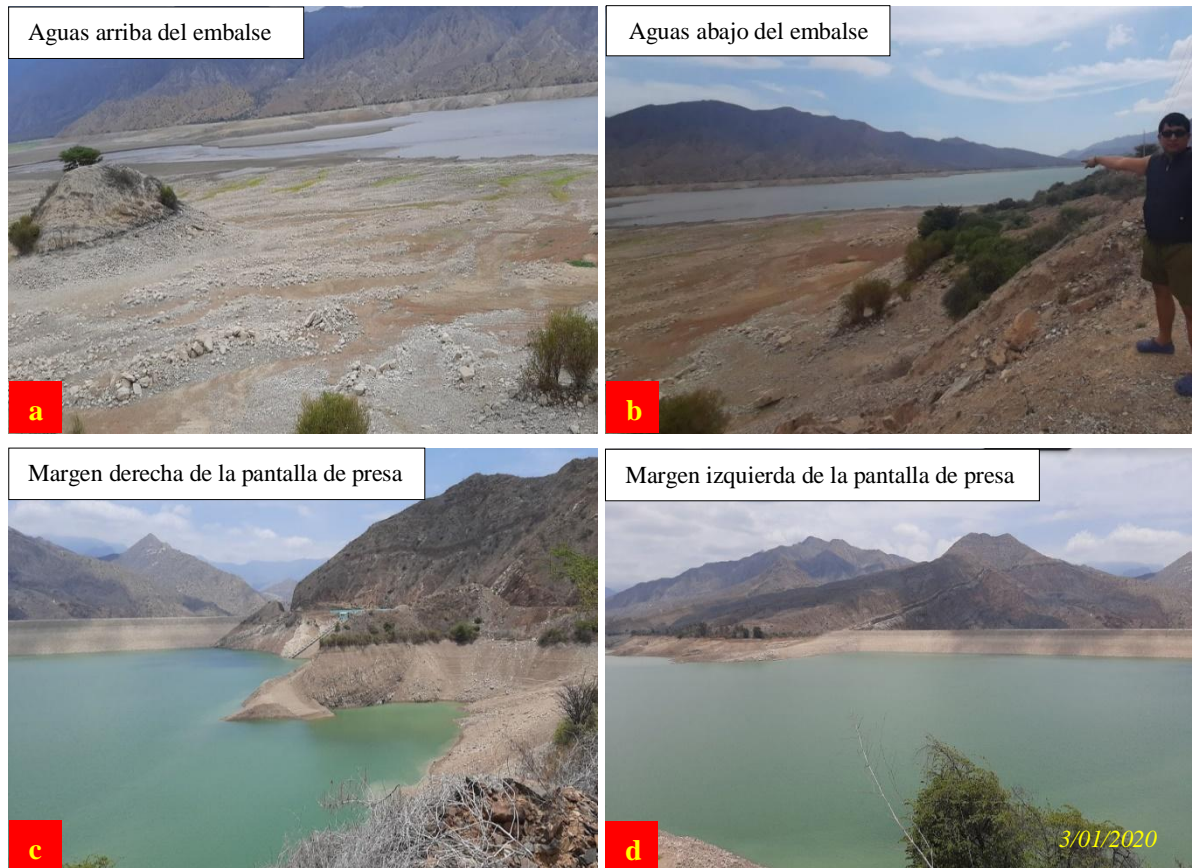 Aguas arriba del embalse
Aguas abajo del embalse
a
b
Margen derecha de la pantalla de presa
Margen izquierda de la pantalla de presa
c
d
3/01/2020